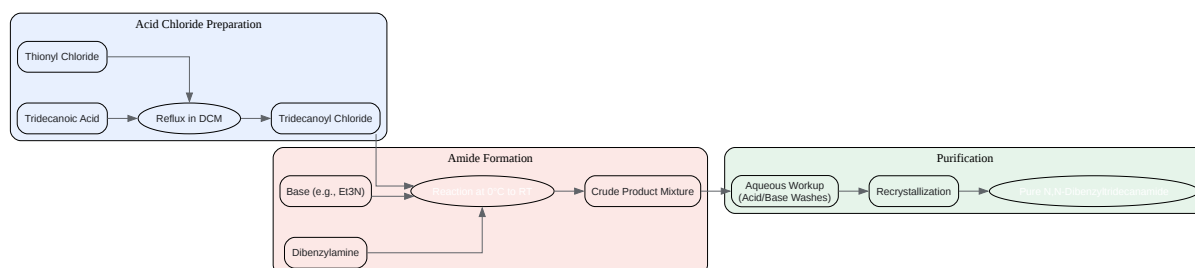 Acid Chloride Preparation
Thionyl Chloride
Tridecanoic Acid
Reflux in DCM
Tridecanoyl Chloride
Amide Formation
Base (e.g., Et3N)
Reaction at 0°C to RT
Crude Product Mixture
Dibenzylamine
Purification
Aqueous Workup
(Acid/Base Washes)
Recrystallization
Pure